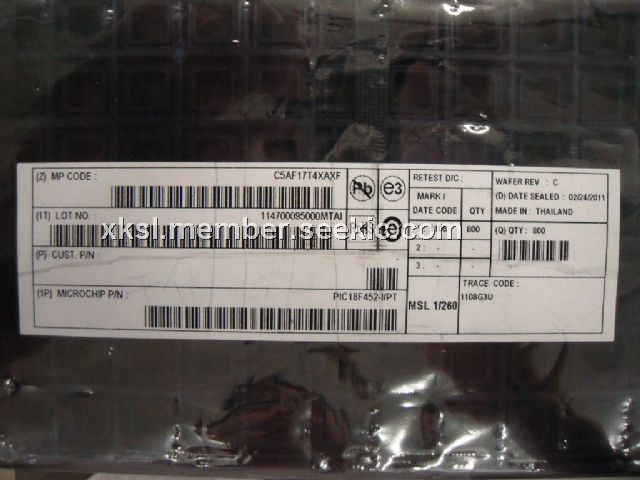 (Z) MP CODE : C5AF17T4XAXF
(1T) LOT NO. : 114700095000MTAI
(P) CUST. P/N :
(1P) MICROCHIP P/N : PIC18F452-I/PT
Pb
e3
RETEST D/C :
MARK / DATE CODE QTY
800
2 : - -
3 : - -
MSL 1/260
WAFER REV : C
(D) DATE SEALED : 02/24/2011
MADE IN : THAILAND
(Q) QTY : 800
TRACE. CODE :
1108G3U
xksl.member.seekic.com